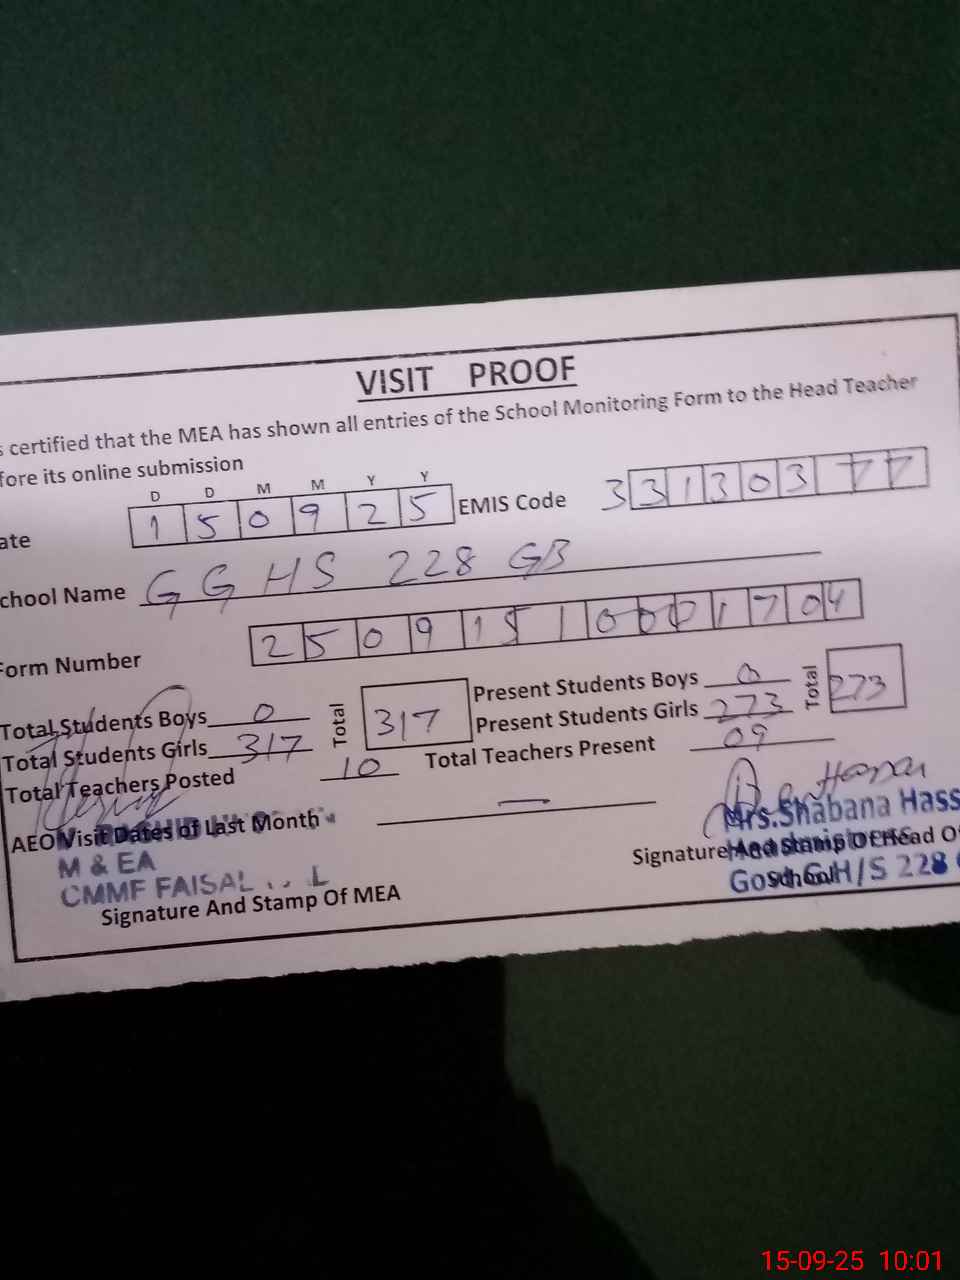 VISIT PROOF
s certified that the MEA has shown all entries of the School Monitoring Form to the Head Teacher
fore its online submission
D D M M Y Y
ate 1 5 0 9 2 5 EMIS Code 3 3 1 3 0 3 7 7
chool Name GGHS 228 GB
Form Number 2 5 0 9 1 5 1 0 0 0 1 7 0 4
Total Students Boys 0 Total 317 Present Students Boys 0 Total 273
Total Students Girls 317 Present Students Girls 273
Total Teachers Posted 10 Total Teachers Present 09
AEO Visit Dates of Last Month —
Mrs.Shabana Hass
M & EA
CMMF FAISAL
Signature And Stamp Of MEA
Signature And Stamp Of Head Of
School
G.H/S 228
15-09-25 10:01